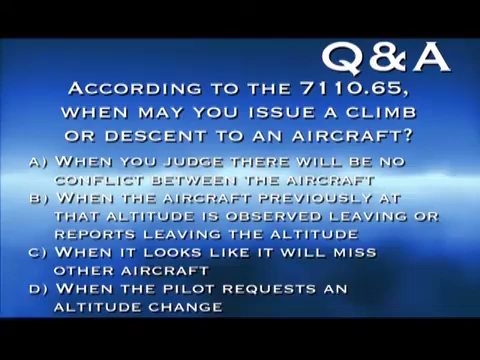 Q&A
According to the 7110.65,
when may you issue a climb
or descent to an aircraft?
A) When you judge there will be no
conflict between the aircraft
B) When the aircraft previously at
that altitude is observed leaving or
reports leaving the altitude
C) When it looks like it will miss
other aircraft
D) When the pilot requests an
altitude change